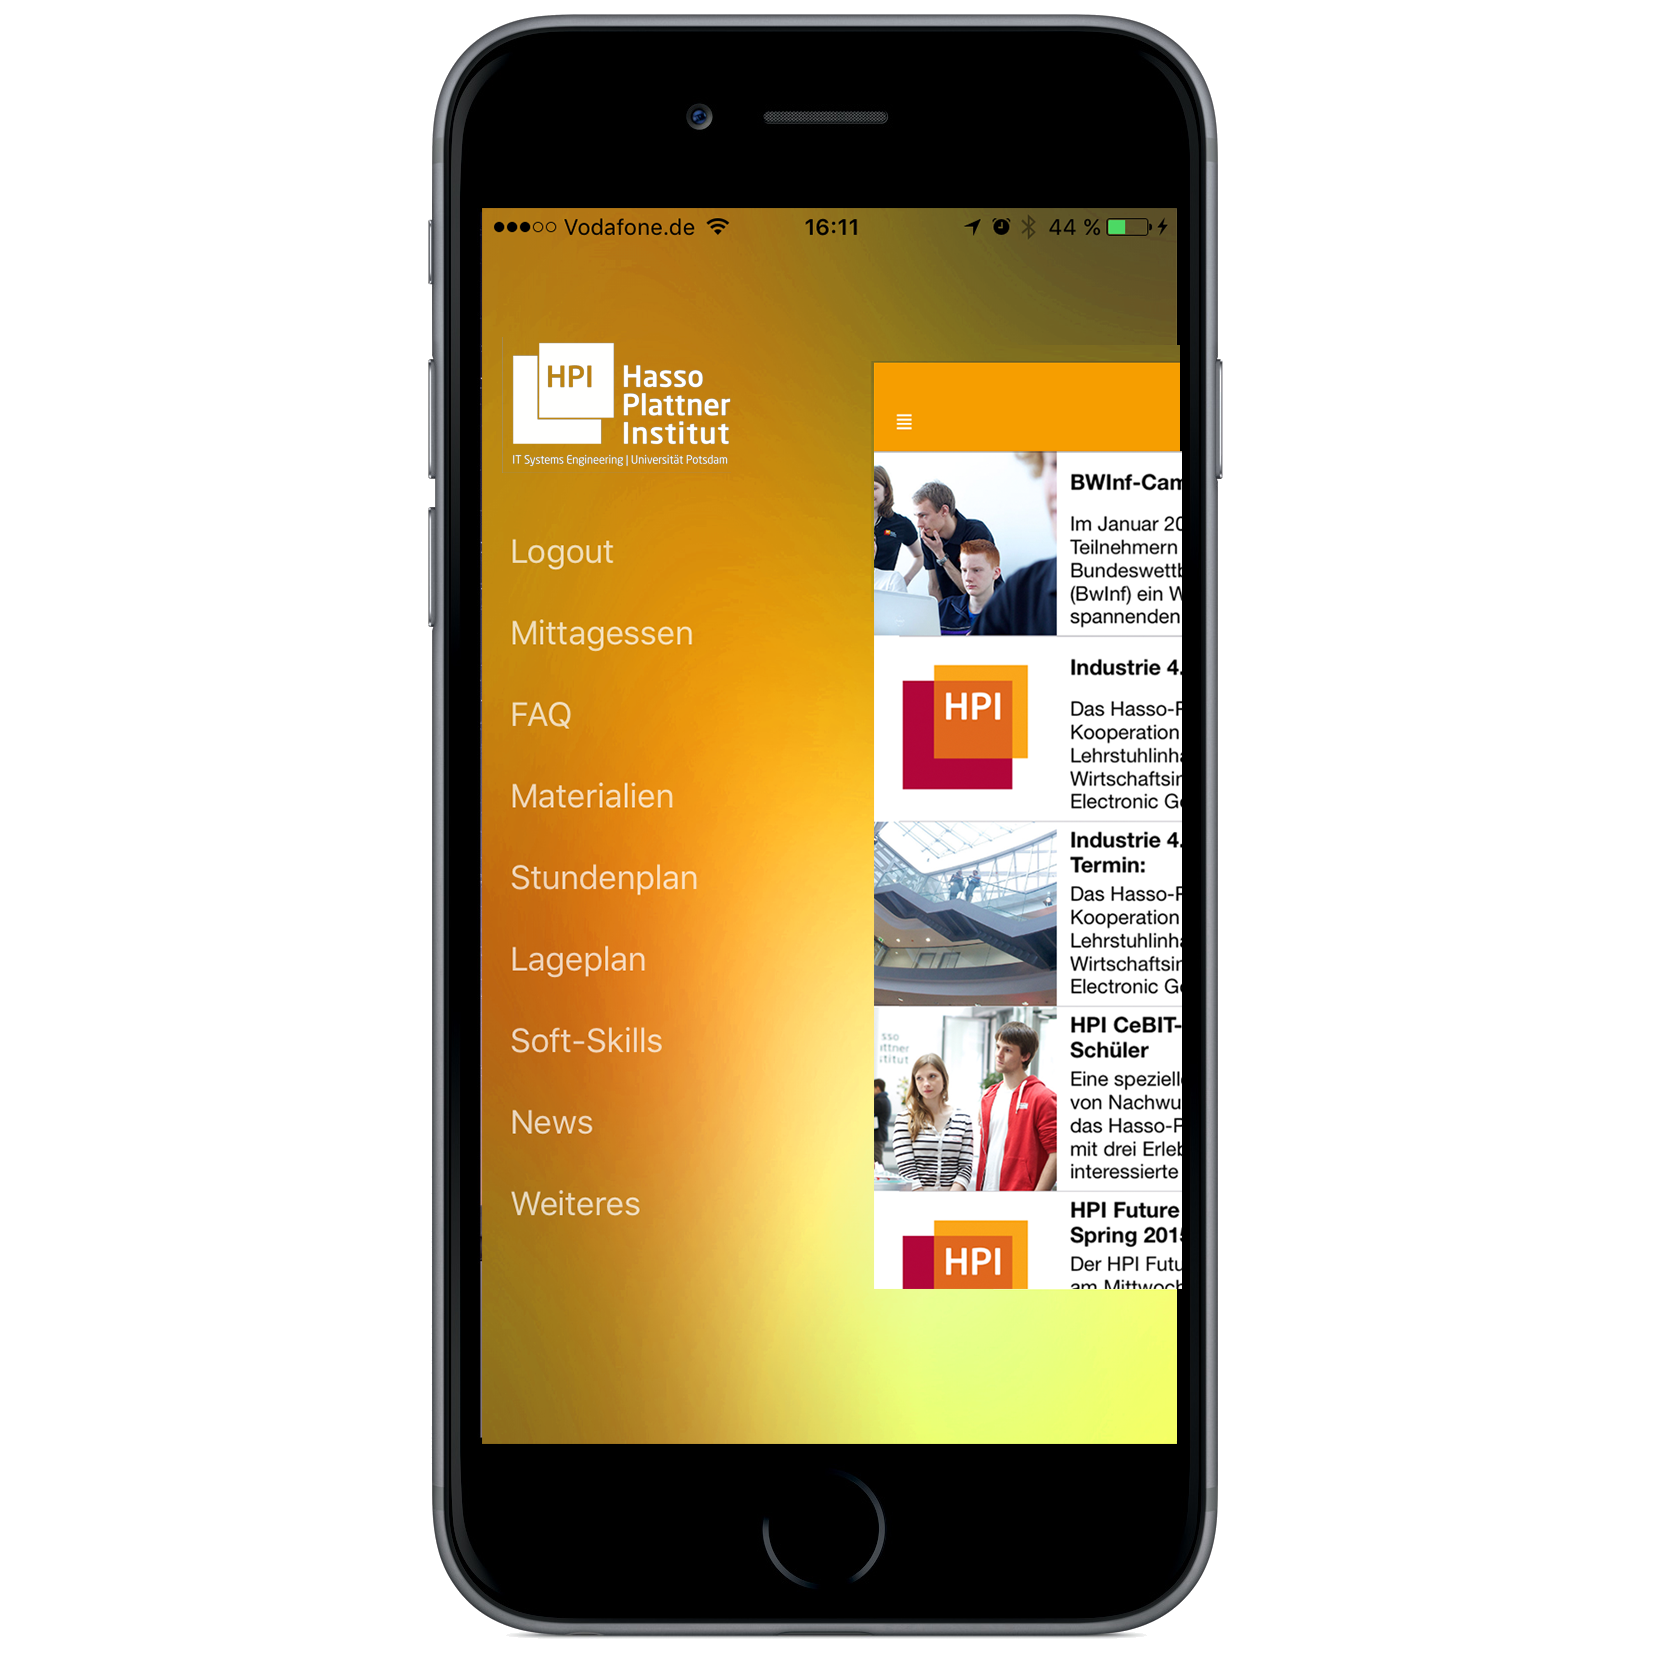 Vodafone.de 16:11 44 %
HPI
Hasso
Plattner
Institut
IT Systems Engineering | Universität Potsdam
Logout
Mittagessen
FAQ
Materialien
Stundenplan
Lageplan
Soft-Skills
News
Weiteres
BWInf-Cam
Im Januar 20
Teilnehmern
Bundeswettb
(BwInf) ein W
spannenden
HPI
Industrie 4.
Das Hasso-P
Kooperation
Lehrstuhlinha
Wirtschaftsin
Electronic Go
Industrie 4.
Termin:
Das Hasso-P
Kooperation
Lehrstuhlinha
Wirtschaftsin
Electronic Go
HPI CeBIT-
Schüler
Eine speziell
von Nachwu
das Hasso-P
mit drei Erleb
interessierte
HPI
HPI Future
Spring 2015
Der HPI Futu
am Mittwoch